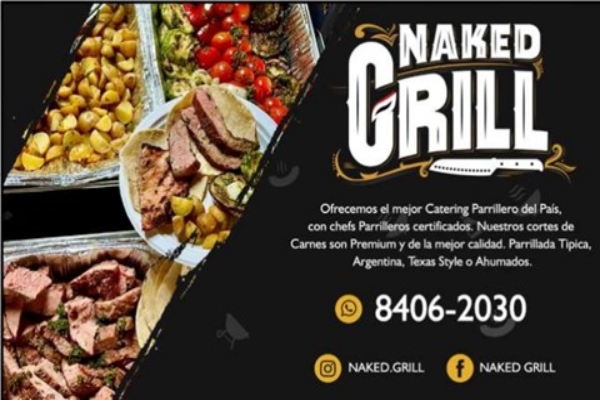 NAKED
GRILL
Ofrecemos el mejor Catering Parrillero del País,
con chefs Parrilleros certificados. Nuestros cortes de
Carnes son Premium y de la mejor calidad. Parrillada Tipica,
Argentina, Texas Style o Ahumados.
8406-2030
NAKED.GRILL
NAKED GRILL